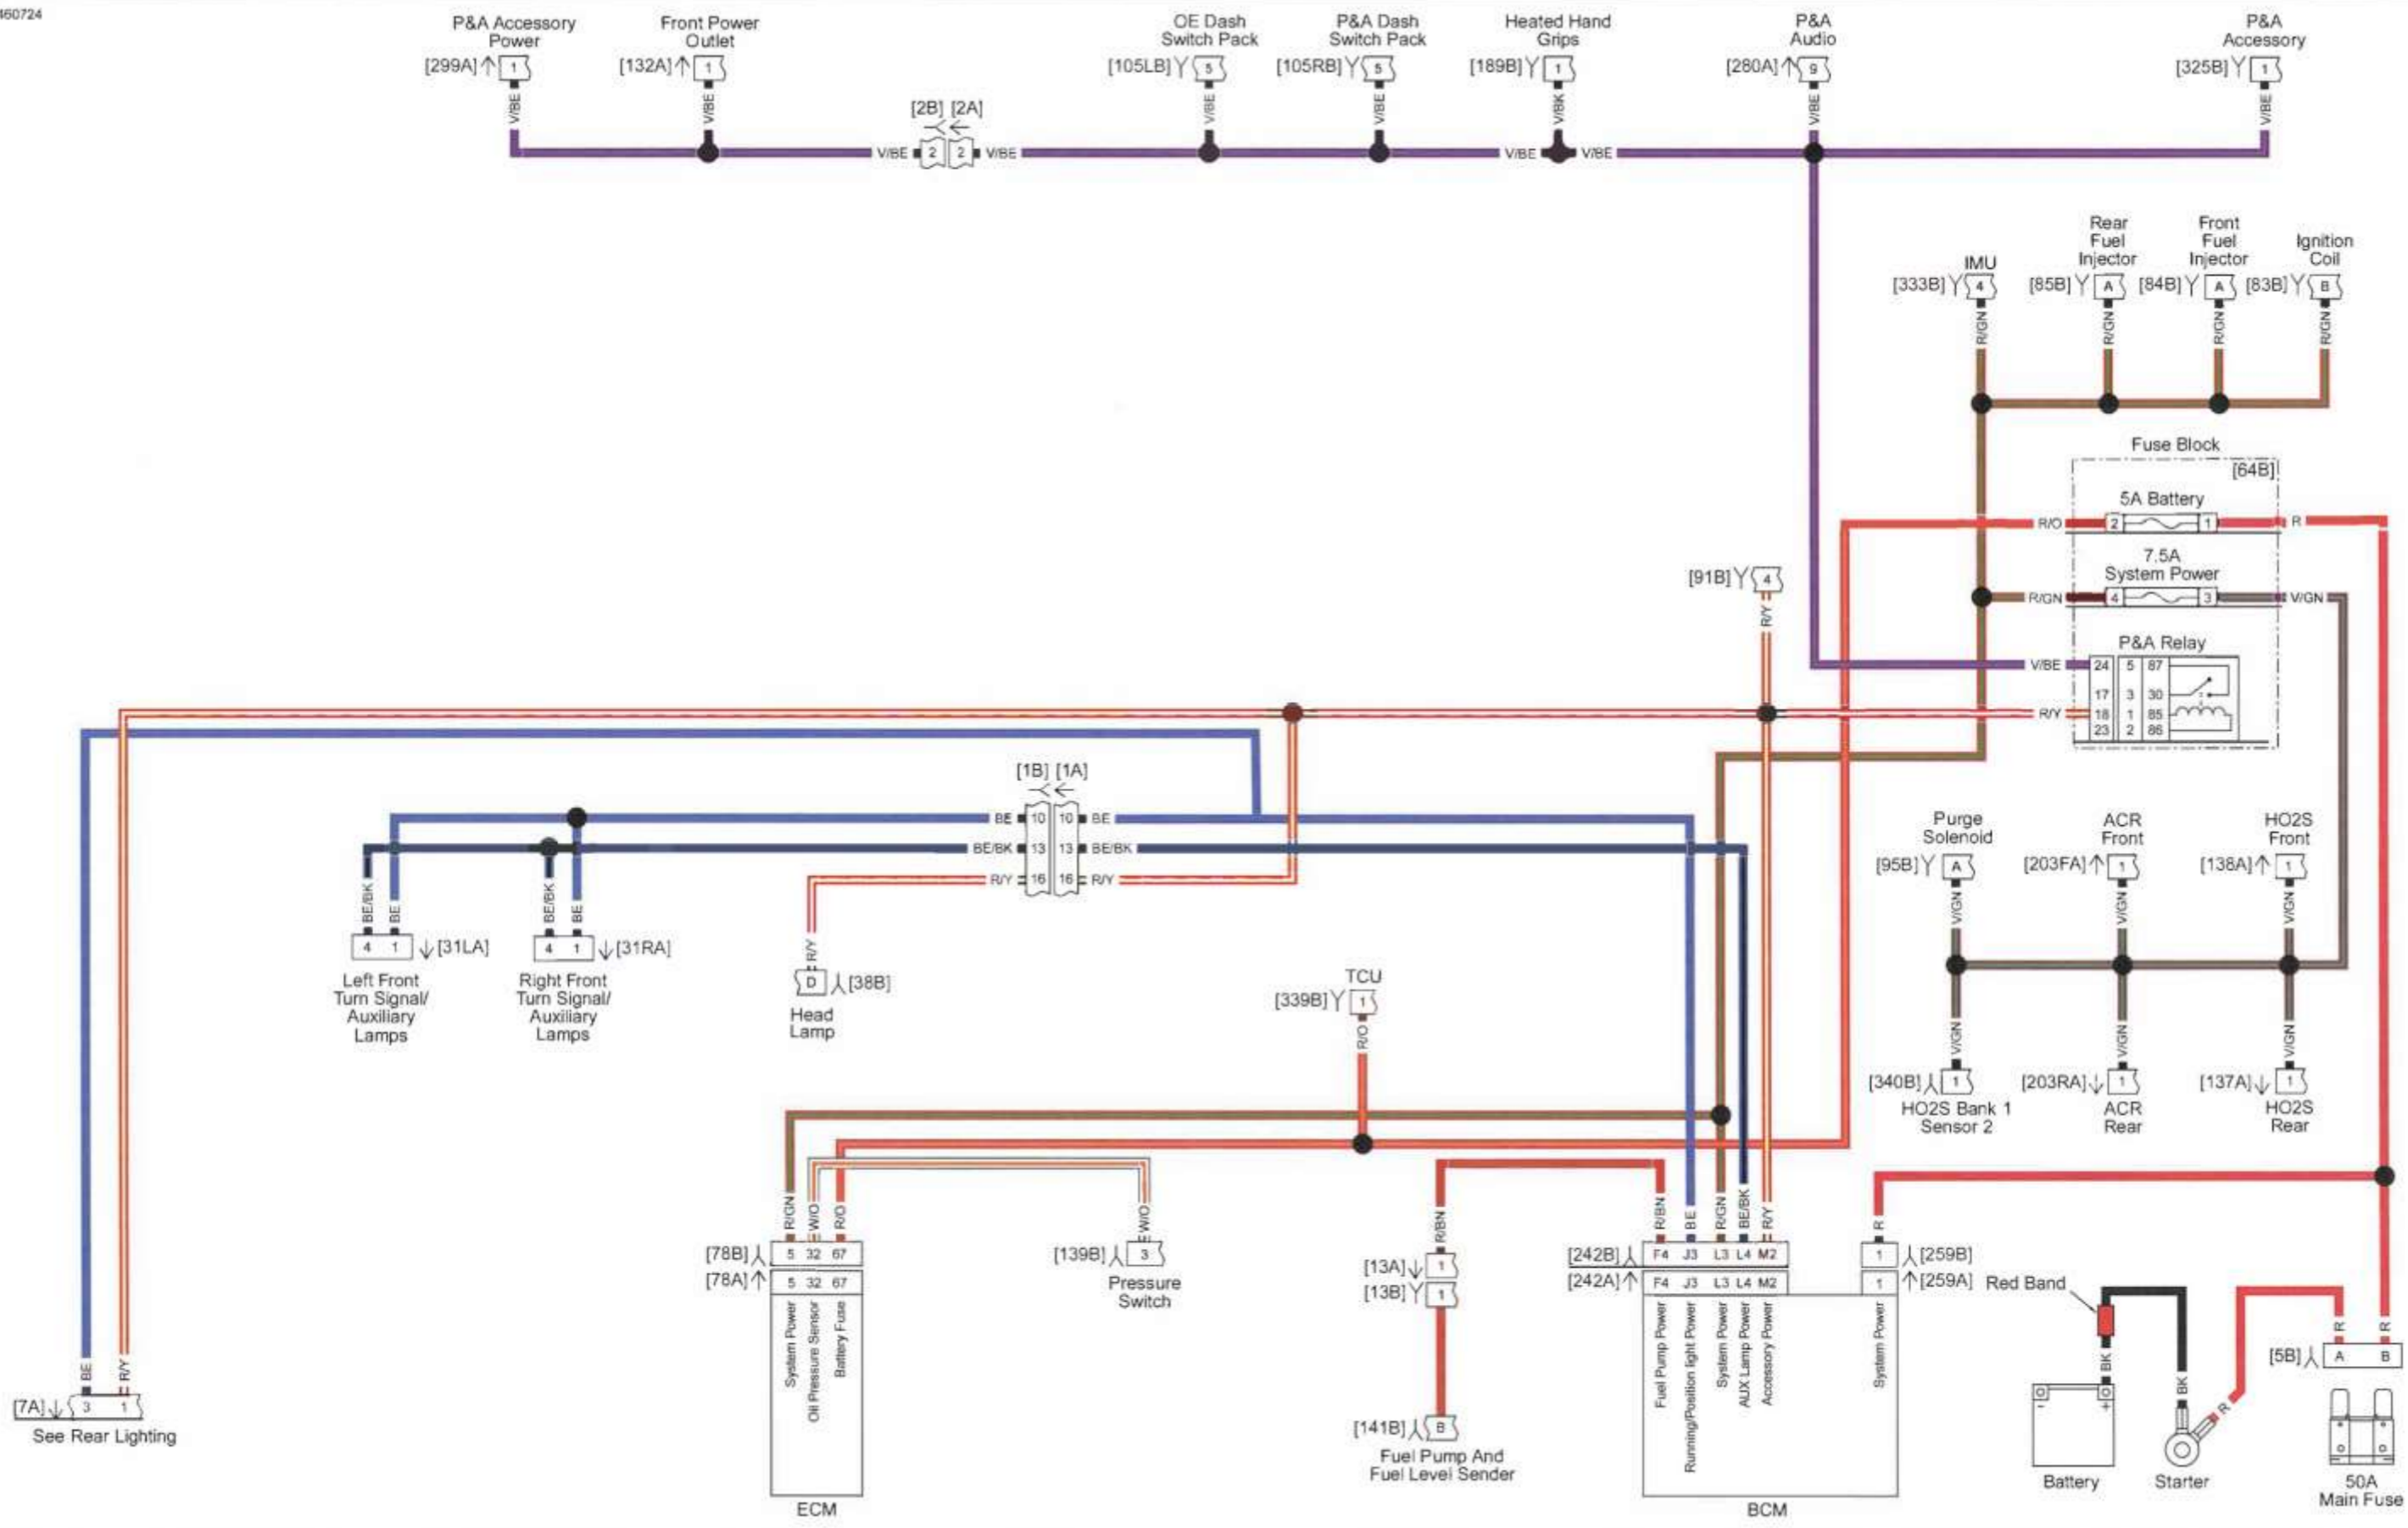 460724
P&A Accessory
Power
[299A] 1
V/BE
Front Power
Outlet
[132A] 1
V/BE
[2B] [2A]
V/BE 2 2 V/BE
OE Dash
Switch Pack
[105LB] 5
V/BE
P&A Dash
Switch Pack
[105RB] 5
V/BE
Heated Hand
Grips
[189B] 1
V/BK
V/BE V/BE
P&A
Audio
[280A] 9
V/BE
P&A
Accessory
[325B] 1
V/BE
IMU
[333B] 4
R/GN
Rear
Fuel
Injector
[85B] A
R/GN
Front
Fuel
Injector
[84B] A
R/GN
Ignition
Coil
[83B] B
R/GN
Fuse Block
[64B]
5A Battery
R/O 2 1 R
7.5A
System Power
R/GN 4 3 V/GN
P&A Relay
V/BE 24 5 87
17 3 30
R/Y 18 1 85
23 2 86
[91B] 4
R/Y
[1B] [1A]
BE 10 10 BE
BE/BK 13 13 BE/BK
R/Y 16 16 R/Y
BE/BK BE
4 1 [31LA]
Left Front
Turn Signal/
Auxiliary
Lamps
BE/BK BE
4 1 [31RA]
Right Front
Turn Signal/
Auxiliary
Lamps
R/Y
D [38B]
Head
Lamp
TCU
[339B] 1
R/O
Purge
Solenoid
[95B] A
V/GN
ACR
Front
[203FA] 1
V/GN
HO2S
Front
[138A] 1
V/GN
V/GN
[340B] 1
HO2S Bank 1
Sensor 2
V/GN
[203RA] 1
ACR
Rear
V/GN
[137A] 1
HO2S
Rear
R/GN W/O R/O
[78B] 5 32 67
[78A] 5 32 67
System Power
Oil Pressure Sensor
Battery Fuse
ECM
W/O
[139B] 3
Pressure
Switch
R/BN
[13A] 1
[13B] 1
[141B] B
Fuel Pump And
Fuel Level Sender
R/BN BE R/GN BE/BK R/Y
[242B] F4 J3 L3 L4 M2
[242A] F4 J3 L3 L4 M2
Fuel Pump Power
Running/Position light Power
System Power
AUX Lamp Power
Accessory Power
R
1 [259B]
1 [259A]
System Power
BCM
Red Band
BK
- +
Battery
BK
R
Starter
R R
[5B] A B
50A
Main Fuse
BE R/Y
[7A] 3 1
See Rear Lighting